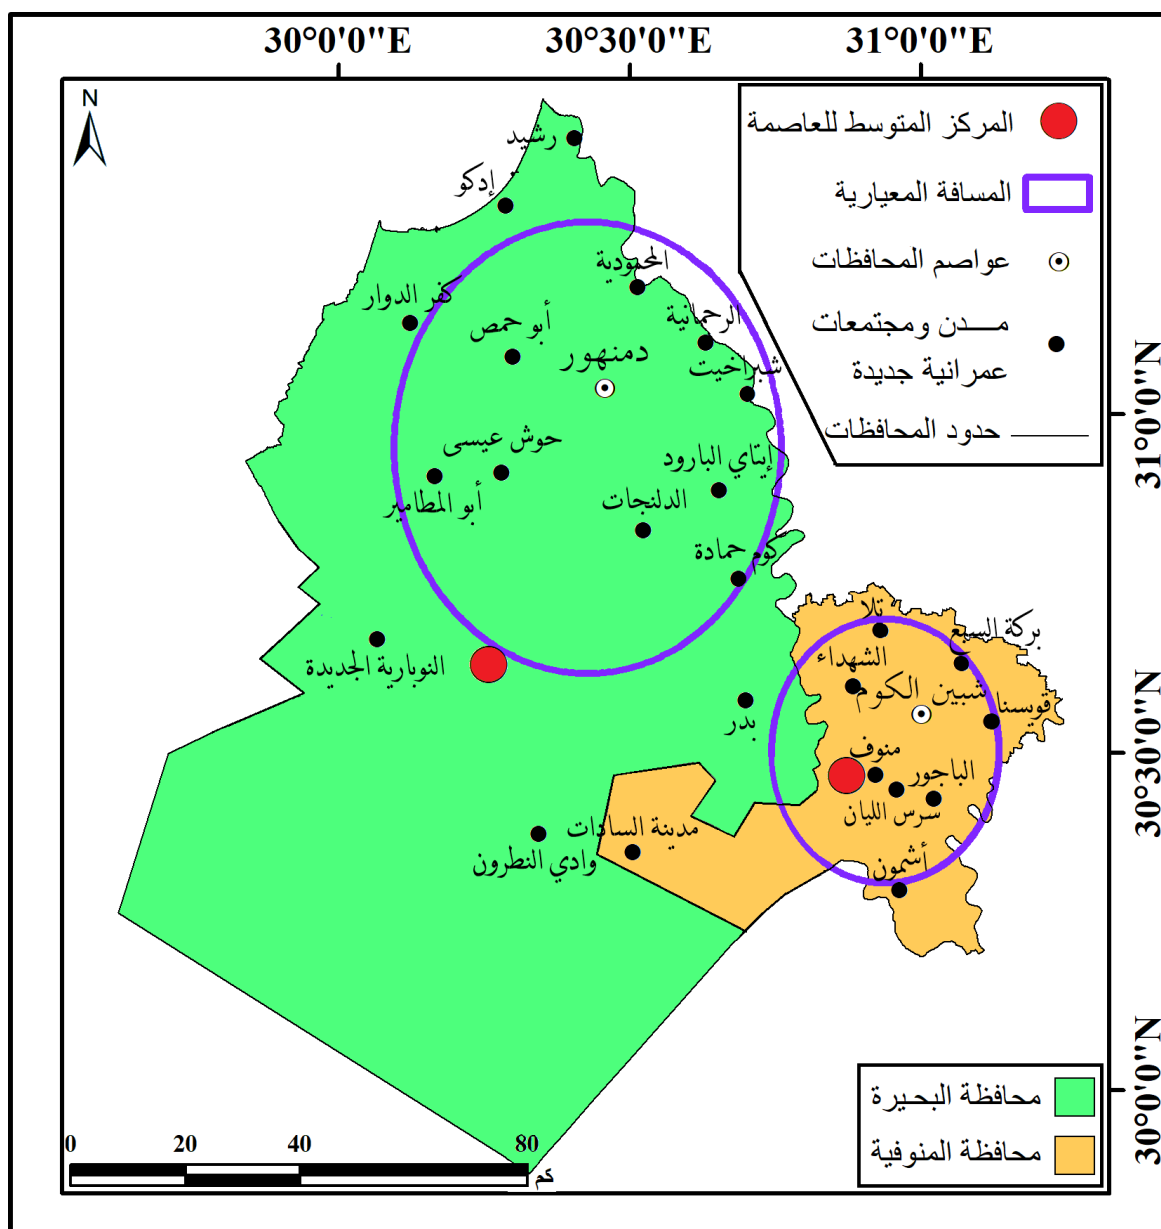 30°0'0"E 30°30'0"E 31°0'0"E
N
المركز المتوسط للعاصمة
المسافة المعيارية
عواصم المحافظات
مــــدن ومجتمعات
عمرانية جديدة
حدود المحافظات
رشيد
إدكو
المحمودية
كفر الدوار
الرحمانية
أبو حمص
دمنهور
شبراخيت
حوش عيسى
إيتاي البارود
أبو المطامير
الدلنجات
كوم حمادة
النوبارية الجديدة
بدر
وادي النطرون
مدينة السادات
تلا
بركة السبع
الشهداء
شبين الكوم
قويسنا
منوف
الباجور
سرس الليان
أشمون
31°0'0"N
30°30'0"N
30°0'0"N
محافظة البحيرة
محافظة المنوفية
0 20 40 80
كم